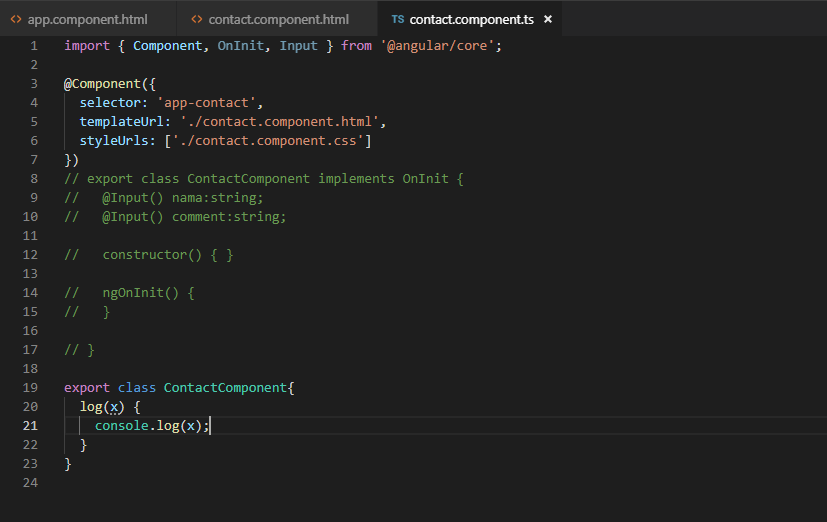 <> app.component.html <> contact.component.html TS contact.component.ts ×
1 import { Component, OnInit, Input } from '@angular/core';
2
3 @Component({
4   selector: 'app-contact',
5   templateUrl: './contact.component.html',
6   styleUrls: ['./contact.component.css']
7 })
8 // export class ContactComponent implements OnInit {
9 //   @Input() nama:string;
10 //   @Input() comment:string;
11
12 //   constructor() { }
13
14 //   ngOnInit() {
15 //   }
16
17 // }
18
19 export class ContactComponent{
20   log(x) {
21     console.log(x);
22   }
23 }
24